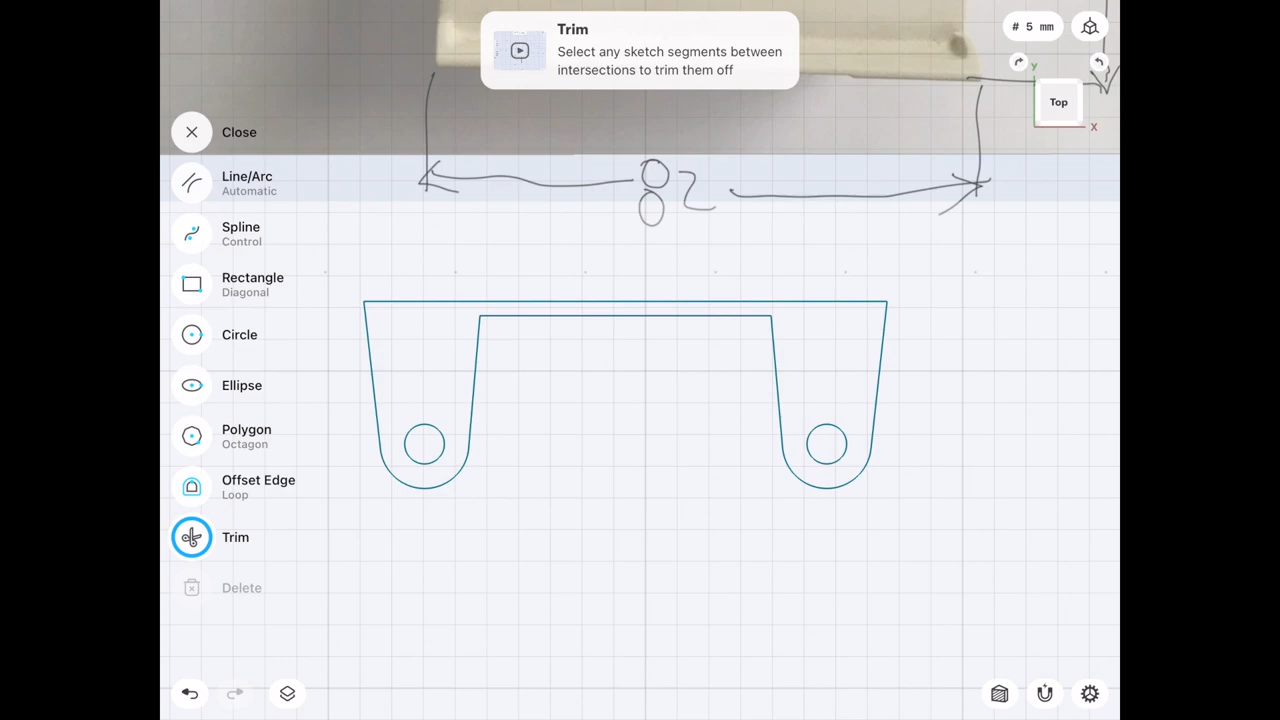 Trim
Select any sketch segments between
intersections to trim them off
# 5 mm
Y
Top
X
82
Close
Line/Arc
Automatic
Spline
Control
Rectangle
Diagonal
Circle
Ellipse
Polygon
Octagon
Offset Edge
Loop
Trim
Delete